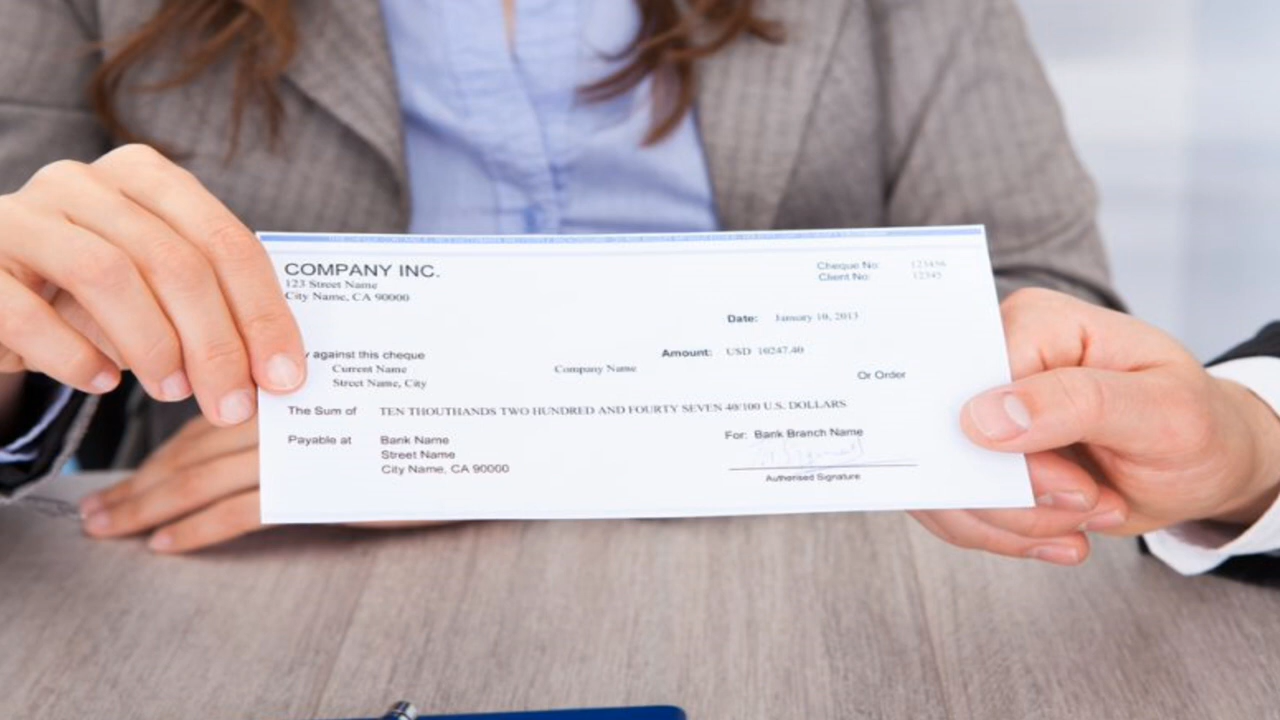 COMPANY INC.
123 Street Name
City Name, CA 90000
Cheque No: 123456
Client No: 12345
Date: January 10, 2013
against this cheque
Amount: USD 10247.40
Current Name
Company Name
Street Name, City
Or Order
The Sum of TEN THOUTHANDS TWO HUNDRED AND FOURTY SEVEN 40/100 U.S. DOLLARS
Payable at Bank Name
For: Bank Branch Name
Street Name
City Name, CA 90000
Authorised Signature